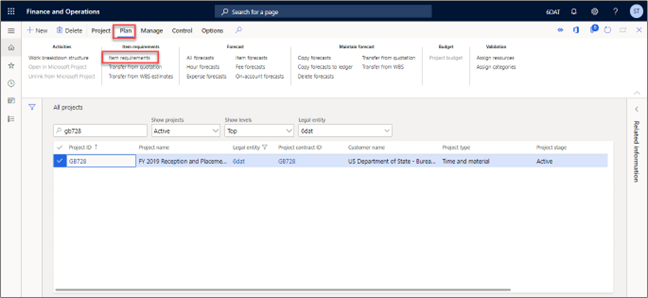 Finance and Operations
Search for a page
6DAT
?
ST
+ New
Delete
Project
Plan
Manage
Control
Options
Activities
Work breakdown structure
Open in Microsoft Project
Unlink from Microsoft Project
Item requirements
Item requirements
Transfer from quotation
Transfer from WBS estimates
Forecast
All forecasts
Item forecasts
Hour forecasts
Fee forecasts
Expense forecasts
On-account forecasts
Maintain forecast
Copy forecasts
Transfer from quotation
Copy forecasts to ledger
Transfer from WBS
Delete forecasts
Budget
Project budget
Validation
Assign resources
Assign categories
All projects
gb728
Show projects
Active
Show levels
Top
Legal entity
6dat
Project ID ↑
Project name
Legal entity
Project contract ID
Customer name
Project type
Project stage
GB728
FY 2019 Reception and Placeme...
6dat
GB728
US Department of State - Burea...
Time and material
Active
Related information